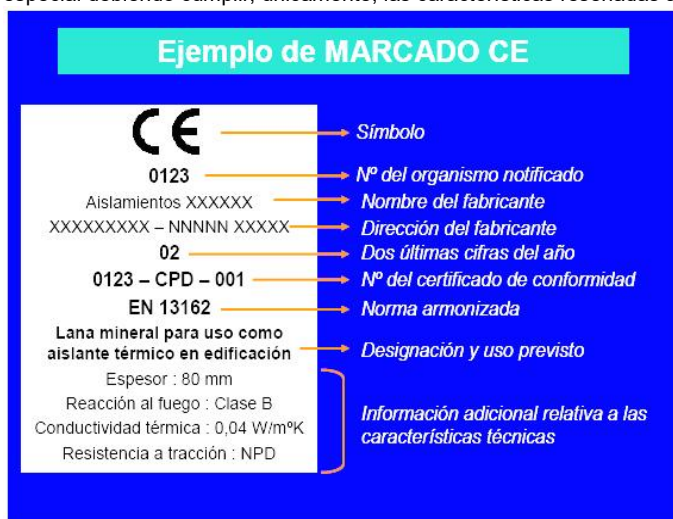 Ejemplo de MARCADO CE
CE
Símbolo
0123
Nº del organismo notificado
Aislamientos XXXXXX
Nombre del fabricante
XXXXXXXXX – NNNNN XXXXX
Dirección del fabricante
02
Dos últimas cifras del año
0123 – CPD – 001
Nº del certificado de conformidad
EN 13162
Norma armonizada
Lana mineral para uso como
aislante térmico en edificación
Designación y uso previsto
Espesor : 80 mm
Reacción al fuego : Clase B
Conductividad térmica : 0,04 W/mºK
Resistencia a tracción : NPD
Información adicional relativa a las
características técnicas